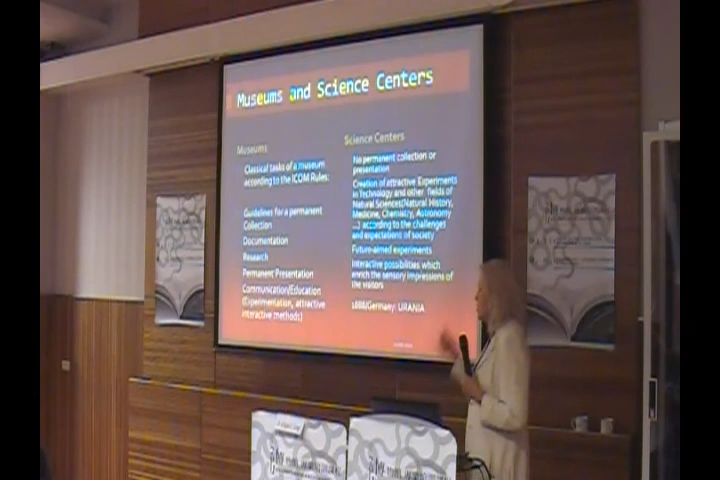 Museums and Science Centers
Museums
Classical tasks of a museum
according to the ICOM Rules:
Guidelines for a permanent
Collection
Documentation
Research
Permanent Presentation
Communication/Education
(Experimentation, attractive
interactive methods)
Science Centers
No permanent collection or
presentation
Creation of attractive Experiments
in Technology and other fields of
Natural Sciences(Natural History,
Medicine, Chemistry, Astronomy
...) according to the challenges
and expectations of society
Future-aimed experiments
Interactive possibilities which
enrich the sensory impressions of
the visitors
1888/Germany: URANIA